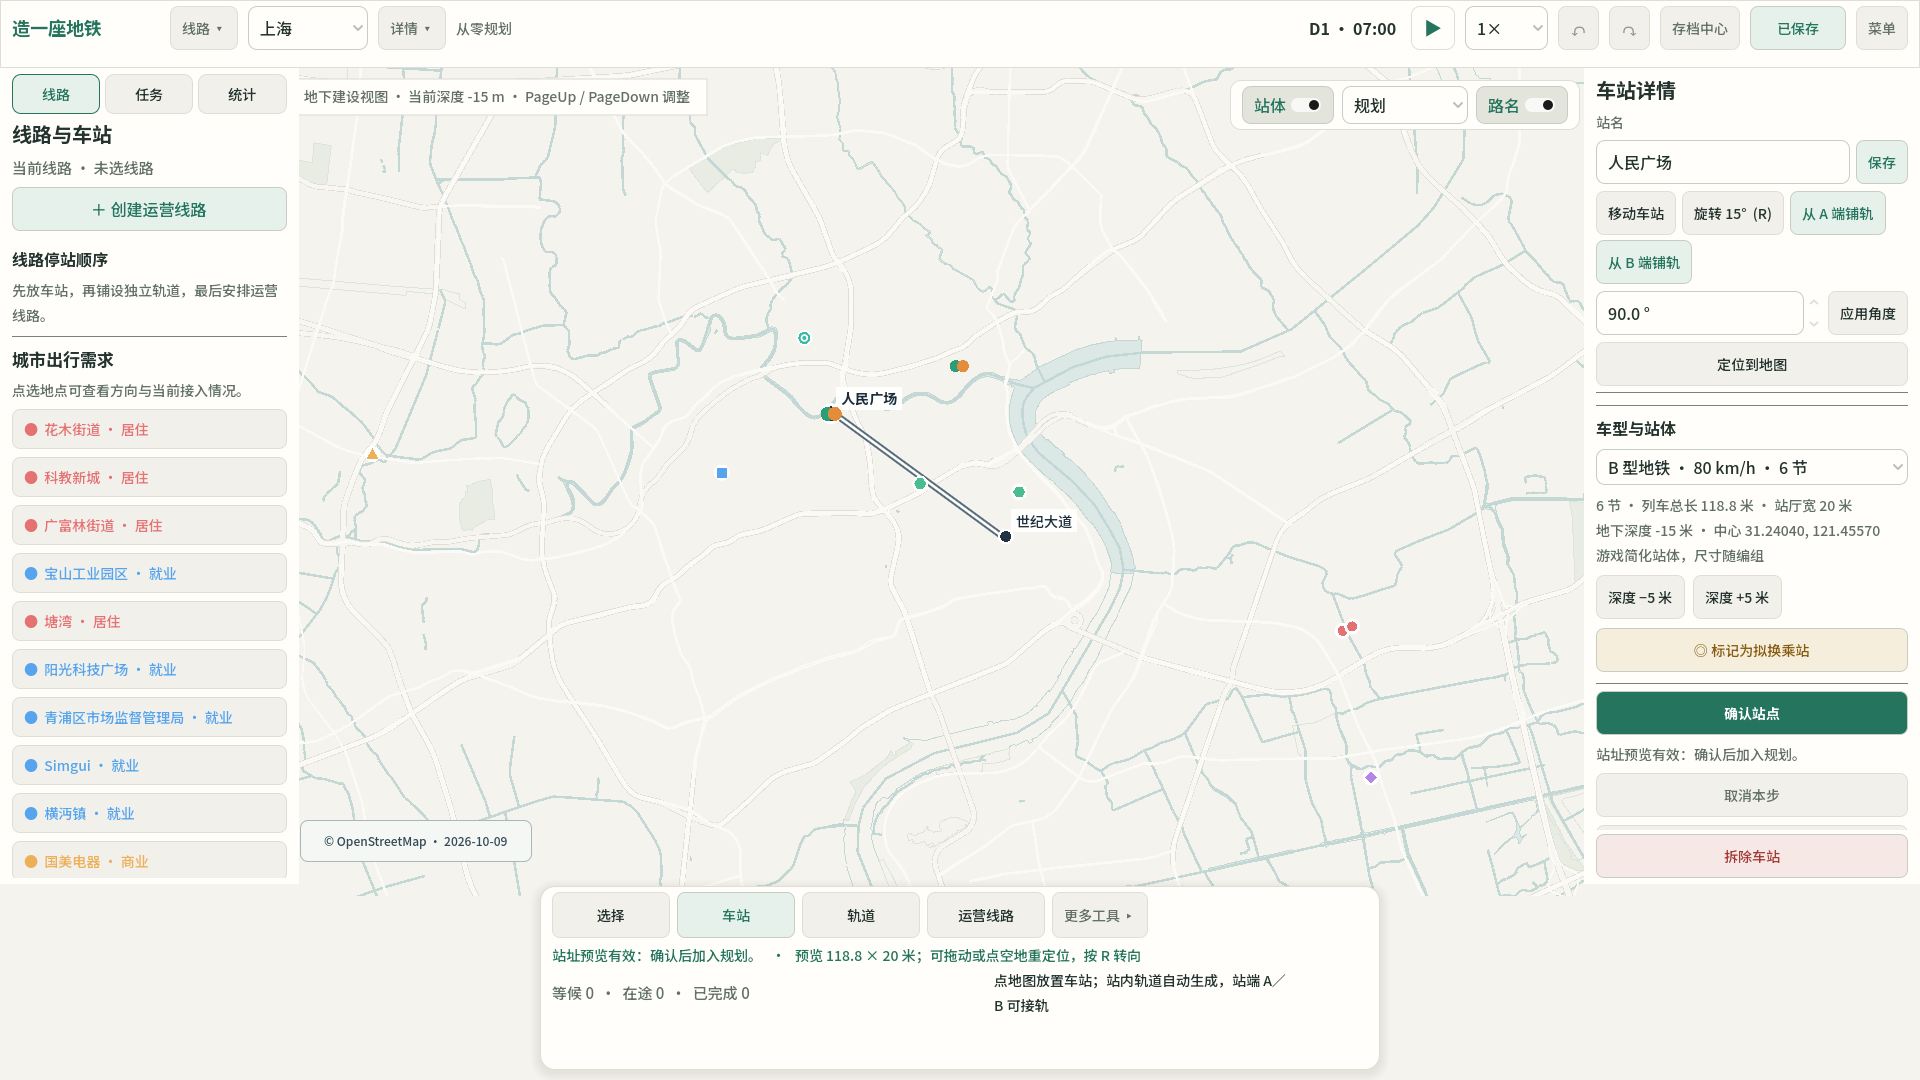 造一座地铁
线路 ▾
上海
详情 ▾
从零规划
D1 · 07:00
1×
存档中心
已保存
菜单
线路
任务
统计
线路与车站
当前线路 · 未选线路
＋ 创建运营线路
线路停站顺序
先放车站，再铺设独立轨道，最后安排运营
线路。
城市出行需求
点选地点可查看方向与当前接入情况。
花木街道 · 居住
科教新城 · 居住
广富林街道 · 居住
宝山工业园区 · 就业
塘湾 · 居住
阳光科技广场 · 就业
青浦区市场监督管理局 · 就业
Simgui · 就业
横沔镇 · 就业
国美电器 · 商业
地下建设视图 · 当前深度 -15 m · PageUp / PageDown 调整
站体
规划
路名
人民广场
世纪大道
© OpenStreetMap · 2026-10-09
车站详情
站名
人民广场
保存
移动车站
旋转 15° (R)
从 A 端铺轨
从 B 端铺轨
90.0 °
应用角度
定位到地图
车型与站体
B 型地铁 · 80 km/h · 6 节
6 节 · 列车总长 118.8 米 · 站厅宽 20 米
地下深度 -15 米 · 中心 31.24040, 121.45570
游戏简化站体，尺寸随编组
深度 −5 米
深度 +5 米
◎ 标记为拟换乘站
确认站点
站址预览有效：确认后加入规划。
取消本步
拆除车站
选择
车站
轨道
运营线路
更多工具 ▸
站址预览有效：确认后加入规划。 · 预览 118.8 × 20 米；可拖动或点空地重定位，按 R 转向
等候 0 · 在途 0 · 已完成 0
点地图放置车站；站内轨道自动生成，站端 A／
B 可接轨